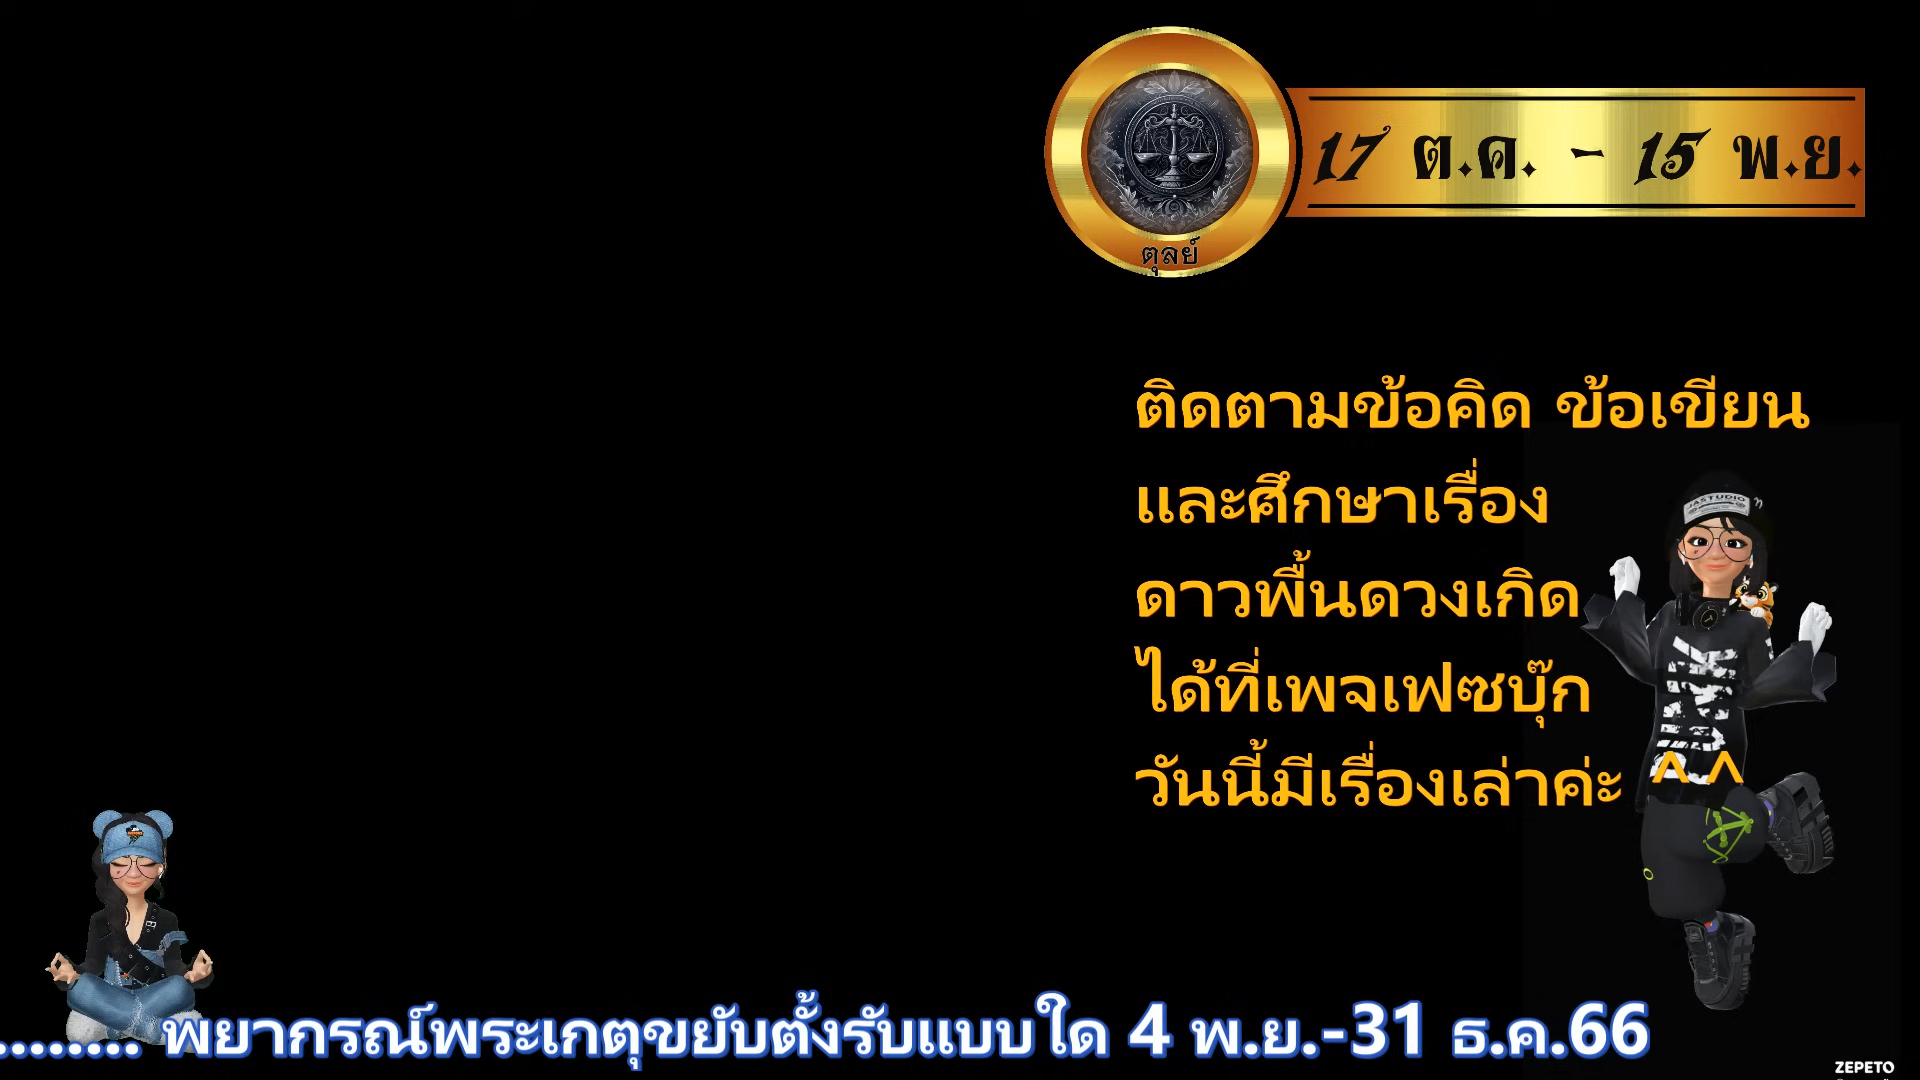 17 ต.ค. - 15 พ.ย.
ตุลย์
ติดตามข้อคิด ข้อเขียน
และศึกษาเรื่อง
ดาวพื้นดวงเกิด
ได้ที่เพจเฟซบุ๊ก
วันนี้มีเรื่องเล่าค่ะ ^^
........ พยากรณ์พระเกตุขยับตั้งรับแบบใด 4 พ.ย.-31 ธ.ค.66
ZEPETO